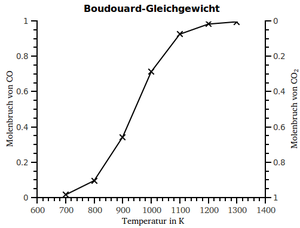 Boudouard-Gleichgewicht
Molenbruch von CO
1
0.8
0.6
0.4
0.2
0
0
0.2
0.4
0.6
0.8
1
Molenbruch von CO₂
600 700 800 900 1000 1100 1200 1300 1400
Temperatur in K